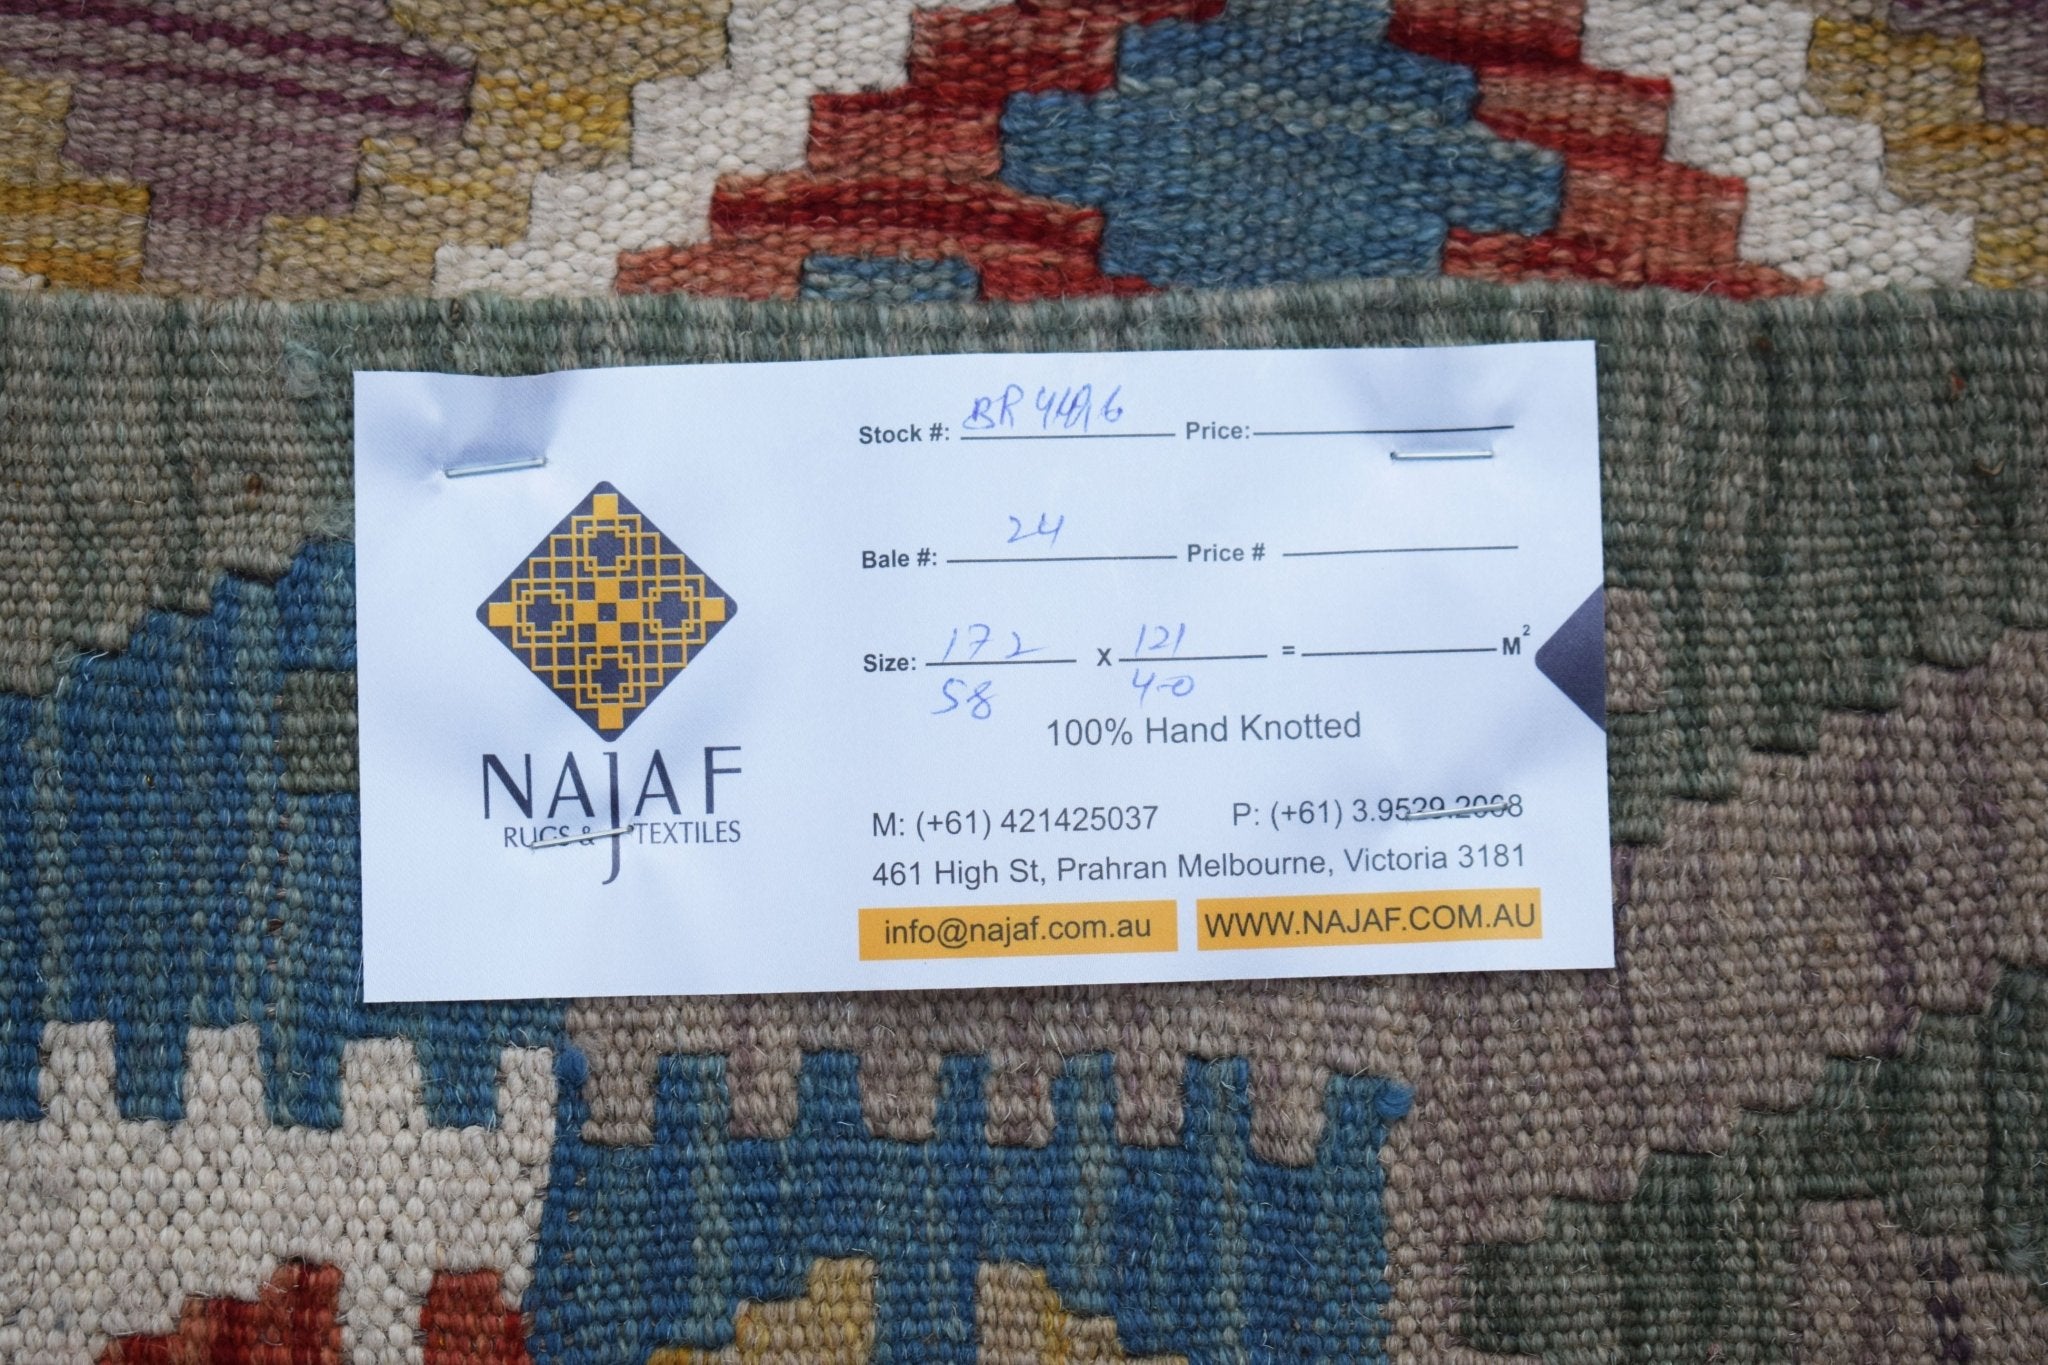 Stock #: Price:
Bale #: 24 Price #
Size: 172 X 121 = M²
58 4-0
100% Hand Knotted
NAJAF
RUGS & TEXTILES
M: (+61) 421425037 P: (+61) 3.9529.2068
461 High St, Prahran Melbourne, Victoria 3181
info@najaf.com.au WWW.NAJAF.COM.AU